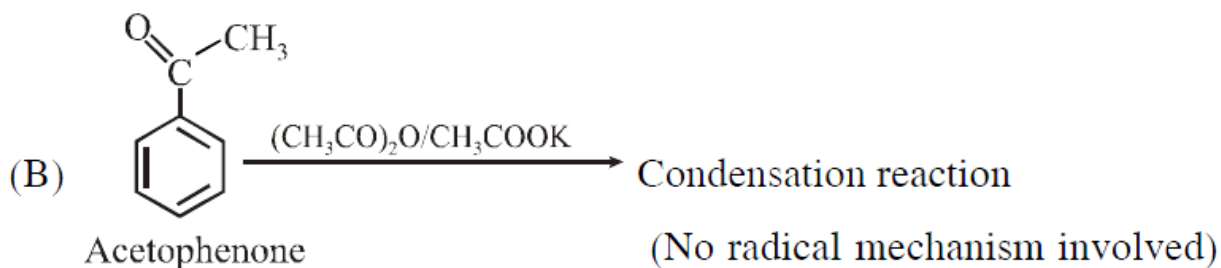 O
CH₃
C
(CH₃CO)₂O/CH₃COOK
(B)
Condensation reaction
Acetophenone
(No radical mechanism involved)